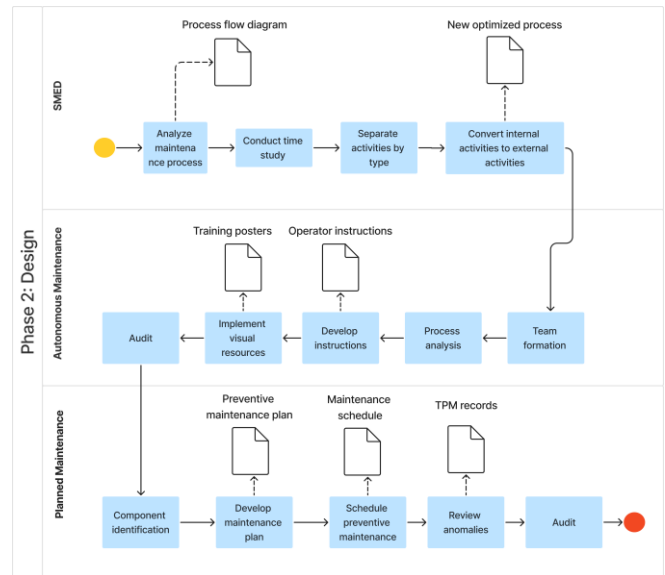 Phase 2: Design
SMED
Process flow diagram
New optimized process
Analyze
maintena
nce process
Conduct time
study
Separate
activities by
type
Convert internal
activities to external
activities
Autonomous Maintenance
Training posters
Operator instructions
Audit
Implement
visual
resources
Develop
instructions
Process
analysis
Team
formation
Planned Maintenance
Preventive
maintenance plan
Maintenance
schedule
TPM records
Component
identification
Develop
maintenance
plan
Schedule
preventive
maintenance
Review
anomalies
Audit